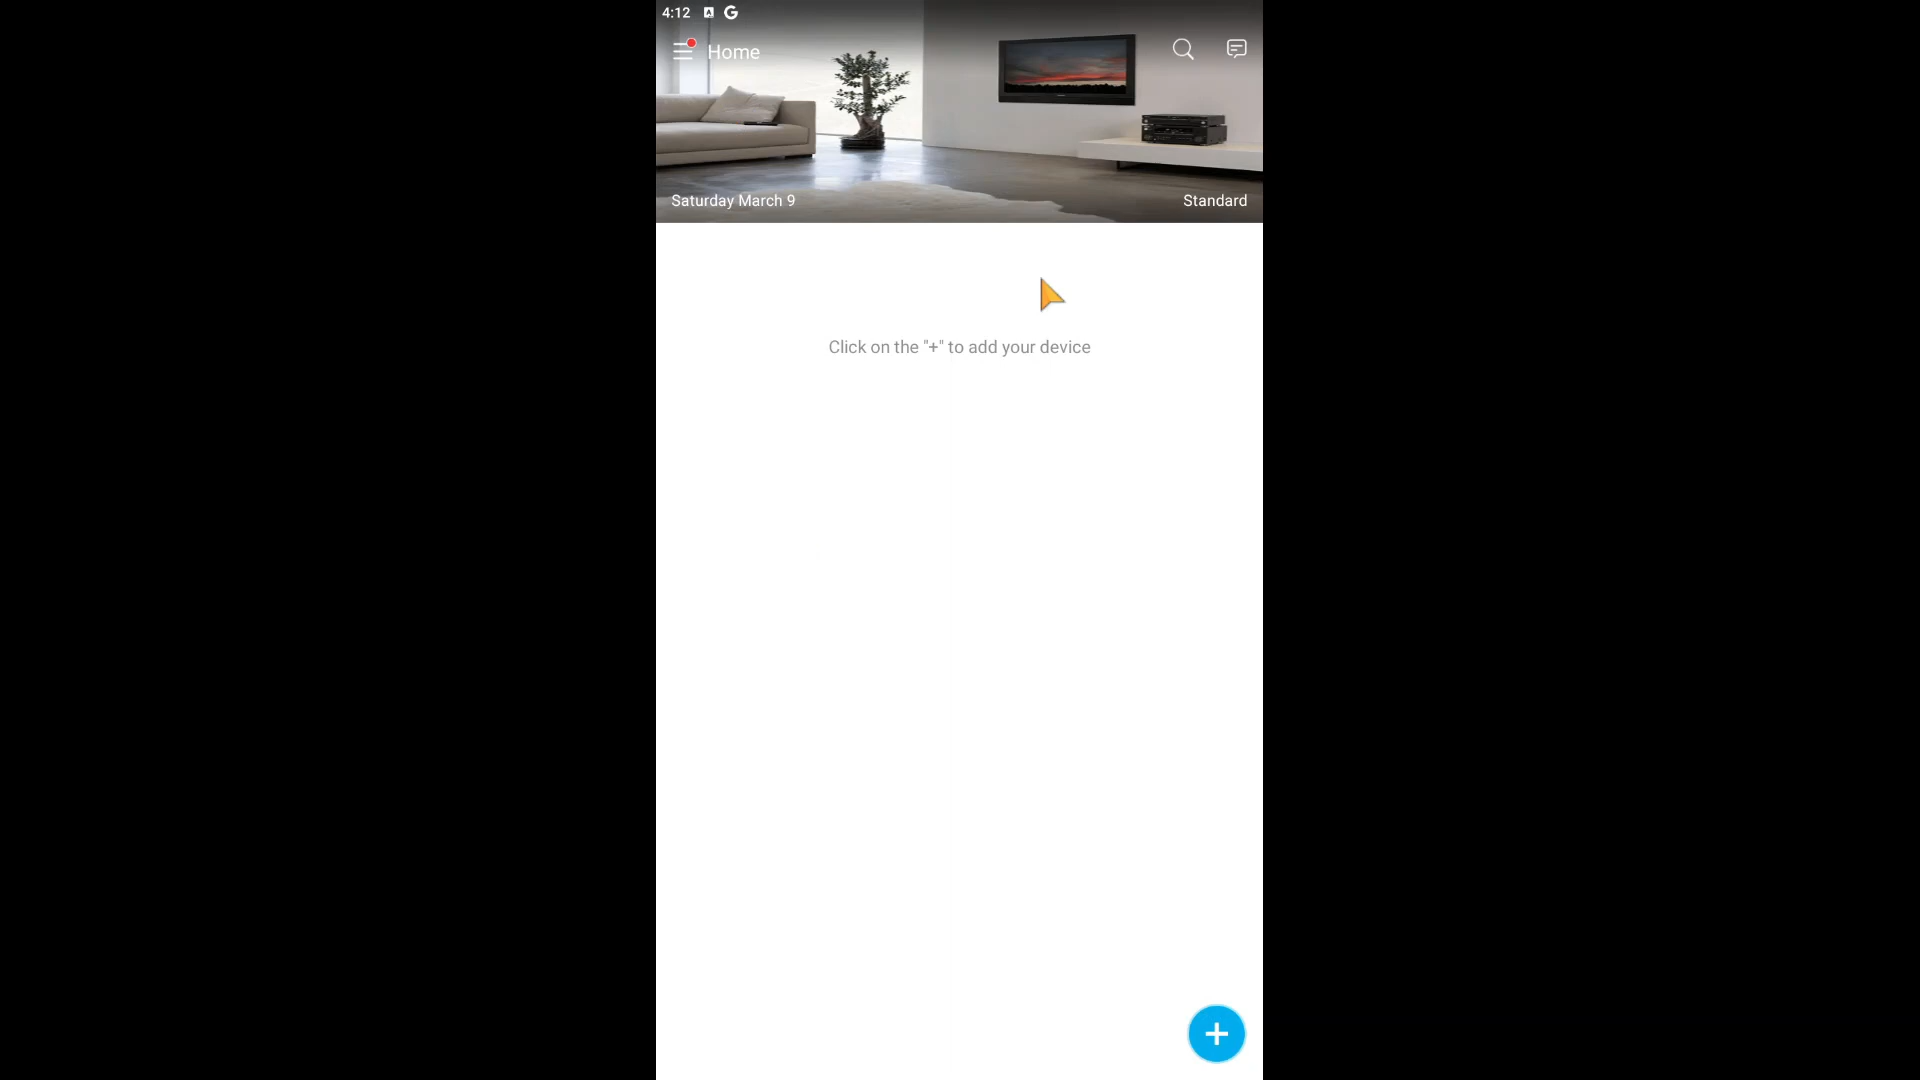 4:12
Home
Saturday March 9
Standard
Click on the "+" to add your device